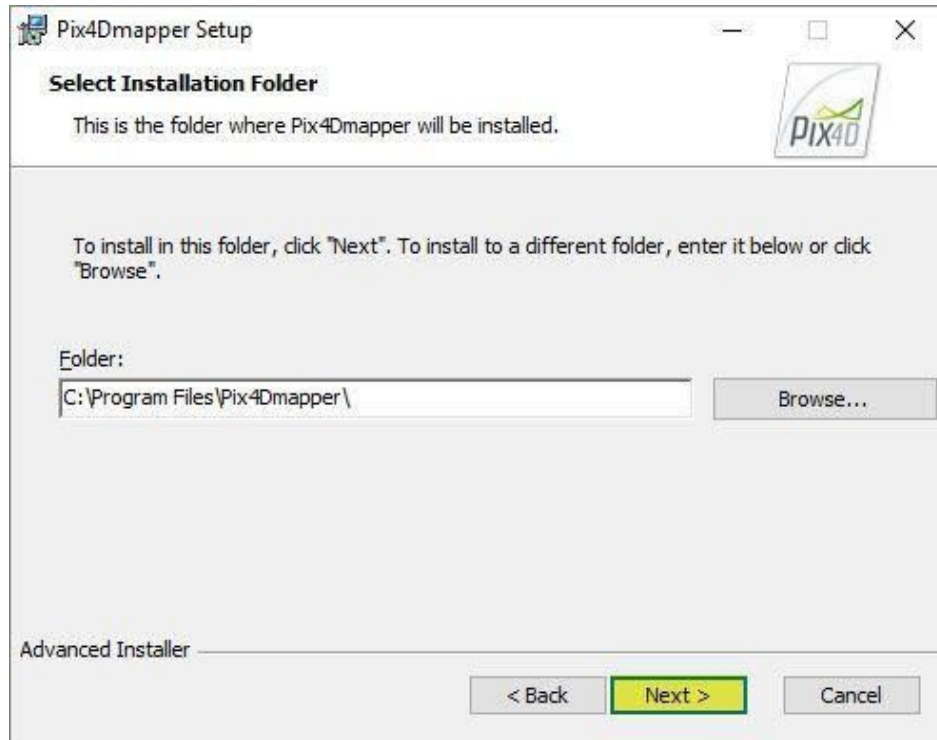 Pix4Dmapper Setup
Select Installation Folder
This is the folder where Pix4Dmapper will be installed.
PIX4D
To install in this folder, click "Next". To install to a different folder, enter it below or click
"Browse".
Folder:
C:\Program Files\Pix4Dmapper\
Browse...
Advanced Installer
< Back
Next >
Cancel